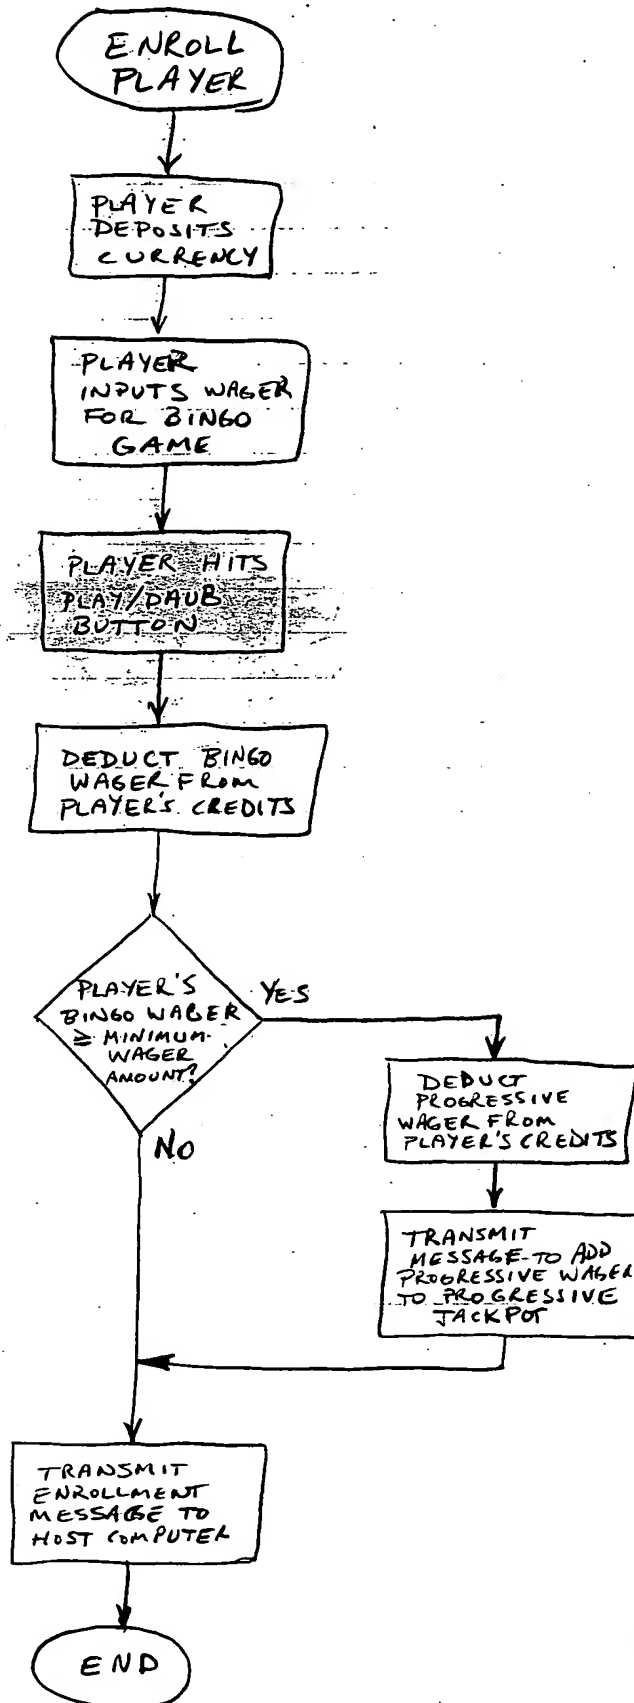 ENROLL
PLAYER
PLAYER
DEPOSITS
CURRENCY
PLAYER
INPUTS WAGER
FOR BINGO
GAME
PLAYER HITS
PLAY/DAUB
BUTTON
DEDUCT BINGO
WAGER FROM
PLAYER'S CREDITS
PLAYER'S
BINGO WAGER
≥ MINIMUM
WAGER
AMOUNT?
YES
NO
DEDUCT
PROGRESSIVE
WAGER FROM
PLAYER'S CREDITS
TRANSMIT
MESSAGE TO ADD
PROGRESSIVE WAGER
TO PROGRESSIVE
JACKPOT
TRANSMIT
ENROLLMENT
MESSAGE TO
HOST COMPUTER
END